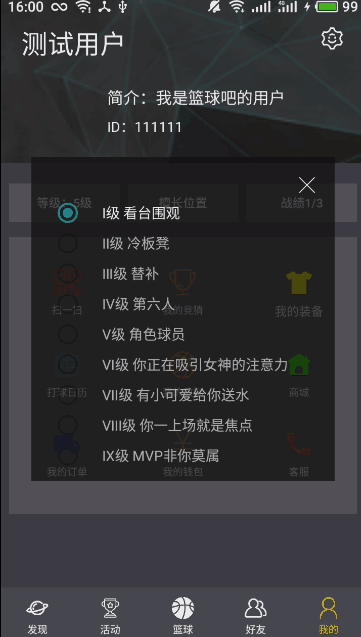 16:00 4G 99
测试用户
简介：我是篮球吧的用户
ID：111111
等级：5级 擅长位置 战绩1/3
I级 看台围观
II级 冷板凳
III级 替补
扫一扫 我的竞猜 我的装备
IV级 第六人
V级 角色球员
VI级 你正在吸引女神的注意力
打球日历 商城
VII级 有小可爱给你送水
VIII级 你一上场就是焦点
IX级 MVP非你莫属
我的订单 我的钱包 客服
发现 活动 篮球 好友 我的